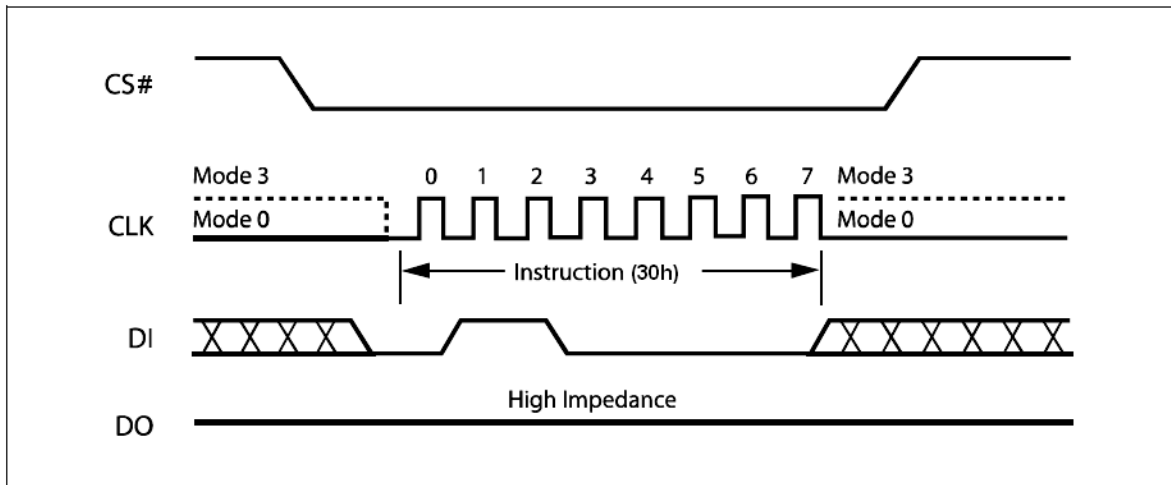 CS#
Mode 3
0 1 2 3 4 5 6 7
Mode 3
CLK
Mode 0
Mode 0
Instruction (30h)
DI
High Impedance
DO